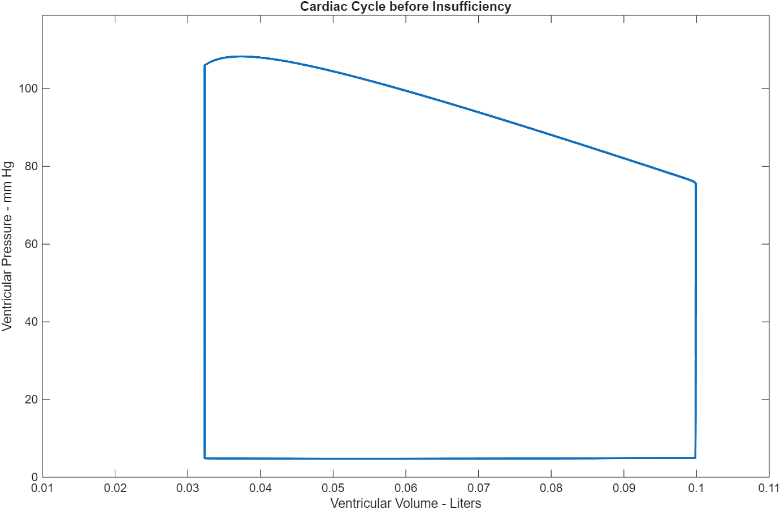 Cardiac Cycle before Insufficiency
Ventricular Pressure - mm Hg
100
80
60
40
20
0
0.01 0.02 0.03 0.04 0.05 0.06 0.07 0.08 0.09 0.1 0.11
Ventricular Volume - Liters